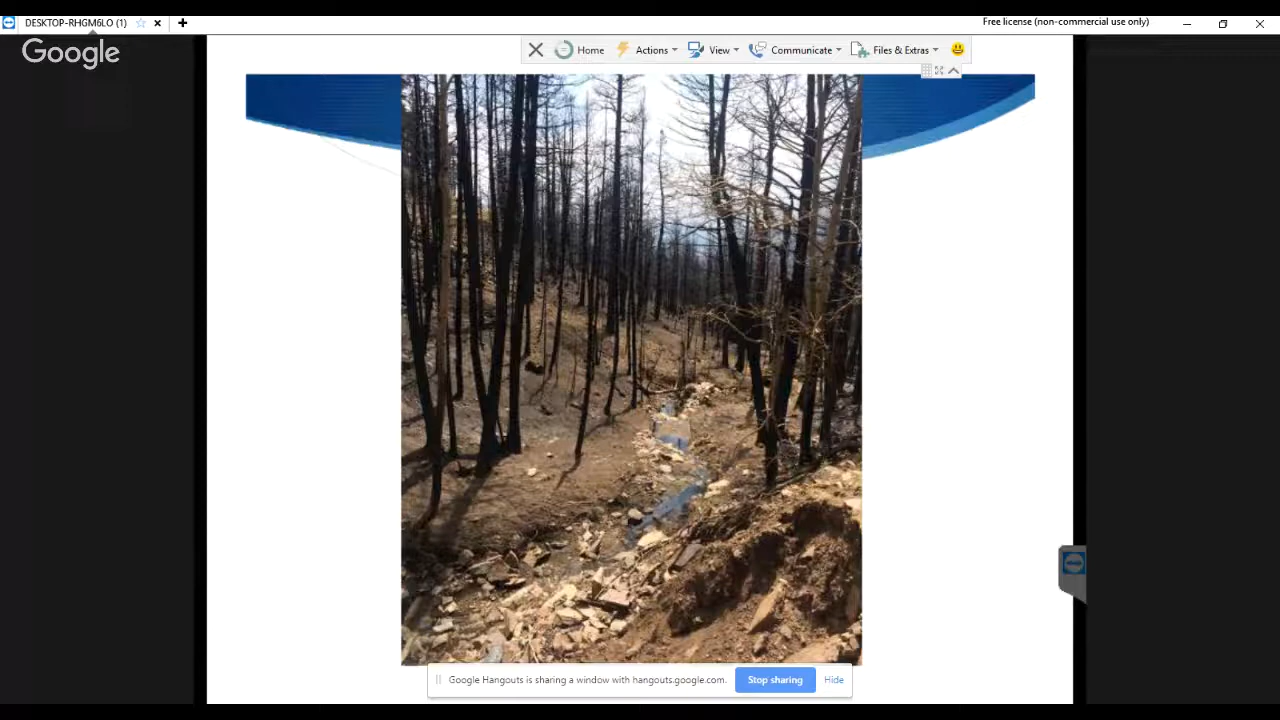 DESKTOP-RHGM6LO (1)
Free license (non-commercial use only)
Google
Home
Actions
View
Communicate
Files & Extras
Google Hangouts is sharing a window with hangouts.google.com.
Stop sharing
Hide